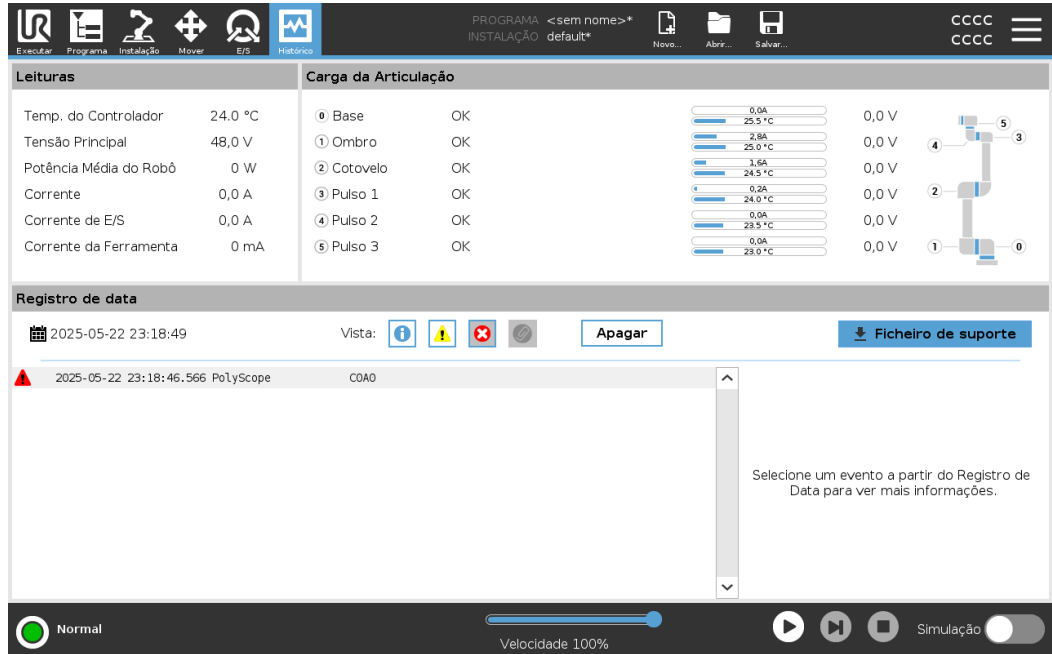 UR
Executar
Programa
Instalação
Mover
E/S
Histórico
PROGRAMA <sem nome>*
INSTALAÇÃO default*
Novo...
Abrir...
Salvar...
CCCC
CCCC
Leituras
Temp. do Controlador 24.0 °C
Tensão Principal 48,0 V
Potência Média do Robô 0 W
Corrente 0,0 A
Corrente de E/S 0,0 A
Corrente da Ferramenta 0 mA
Carga da Articulação
0 Base OK 0,0A 25.5 °C 0,0 V
1 Ombro OK 2,8A 25.0 °C 0,0 V
2 Cotovelo OK 1,6A 24.5 °C 0,0 V
3 Pulso 1 OK 0,2A 24.0 °C 0,0 V
4 Pulso 2 OK 0,0A 23.5 °C 0,0 V
5 Pulso 3 OK 0,0A 23.0 °C 0,0 V
5
3
4
2
1
0
Registro de data
2025-05-22 23:18:49
Vista:
Apagar
Ficheiro de suporte
2025-05-22 23:18:46.566 PolyScope C0A0
Selecione um evento a partir do Registro de
Data para ver mais informações.
Normal
Velocidade 100%
Simulação